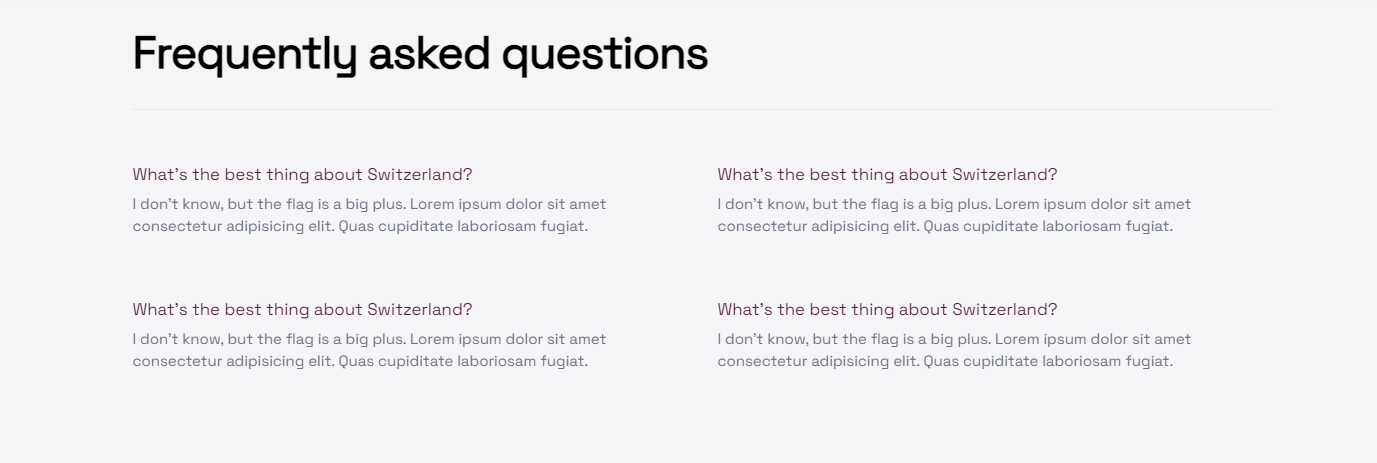 Frequently asked questions
What's the best thing about Switzerland?
I don't know, but the flag is a big plus. Lorem ipsum dolor sit amet
consectetur adipisicing elit. Quas cupiditate laboriosam fugiat.
What's the best thing about Switzerland?
I don't know, but the flag is a big plus. Lorem ipsum dolor sit amet
consectetur adipisicing elit. Quas cupiditate laboriosam fugiat.
What's the best thing about Switzerland?
I don't know, but the flag is a big plus. Lorem ipsum dolor sit amet
consectetur adipisicing elit. Quas cupiditate laboriosam fugiat.
What's the best thing about Switzerland?
I don't know, but the flag is a big plus. Lorem ipsum dolor sit amet
consectetur adipisicing elit. Quas cupiditate laboriosam fugiat.